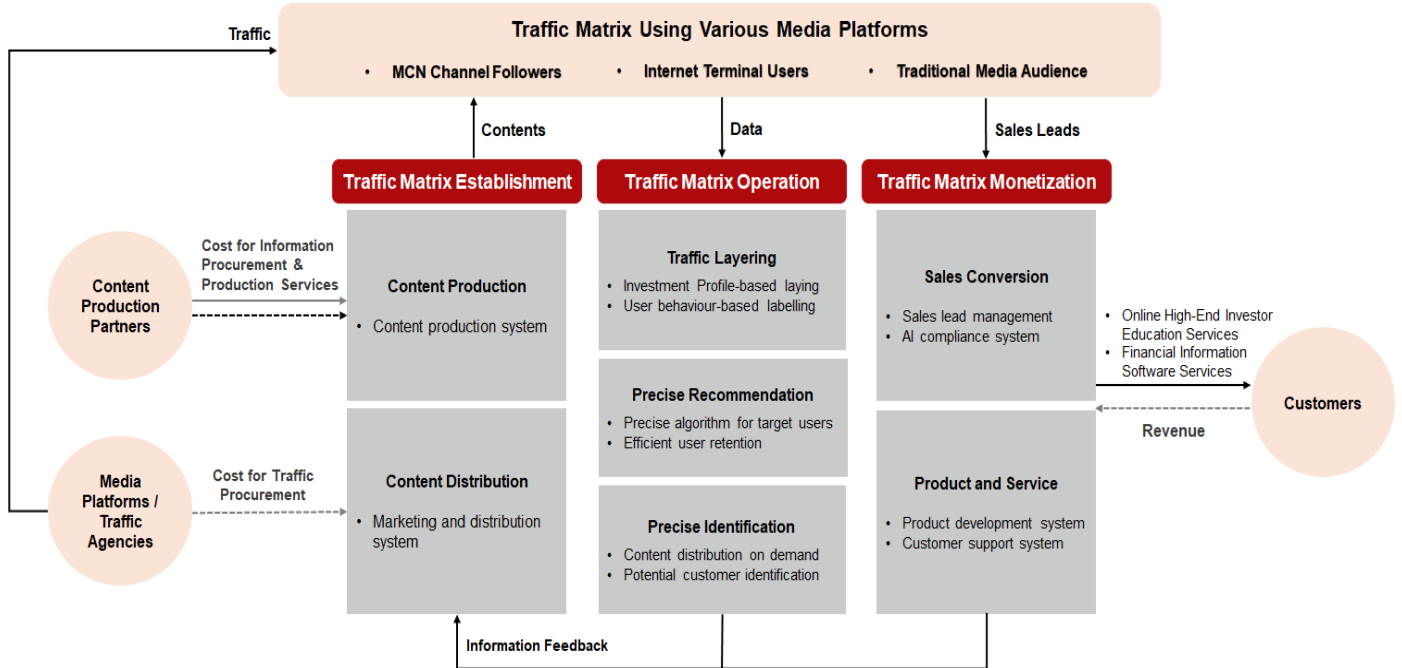 Traffic
Traffic Matrix Using Various Media Platforms
• MCN Channel Followers
• Internet Terminal Users
• Traditional Media Audience
Contents
Data
Sales Leads
Traffic Matrix Establishment
Traffic Matrix Operation
Traffic Matrix Monetization
Content
Production
Partners
Cost for Information
Procurement &
Production Services
Content Production
• Content production system
Media
Platforms /
Traffic
Agencies
Cost for Traffic
Procurement
Content Distribution
• Marketing and distribution
system
Traffic Layering
• Investment Profile-based laying
• User behaviour-based labelling
Precise Recommendation
• Precise algorithm for target users
• Efficient user retention
Precise Identification
• Content distribution on demand
• Potential customer identification
Sales Conversion
• Sales lead management
• AI compliance system
Product and Service
• Product development system
• Customer support system
• Online High-End Investor
Education Services
• Financial Information
Software Services
Revenue
Customers
Information Feedback